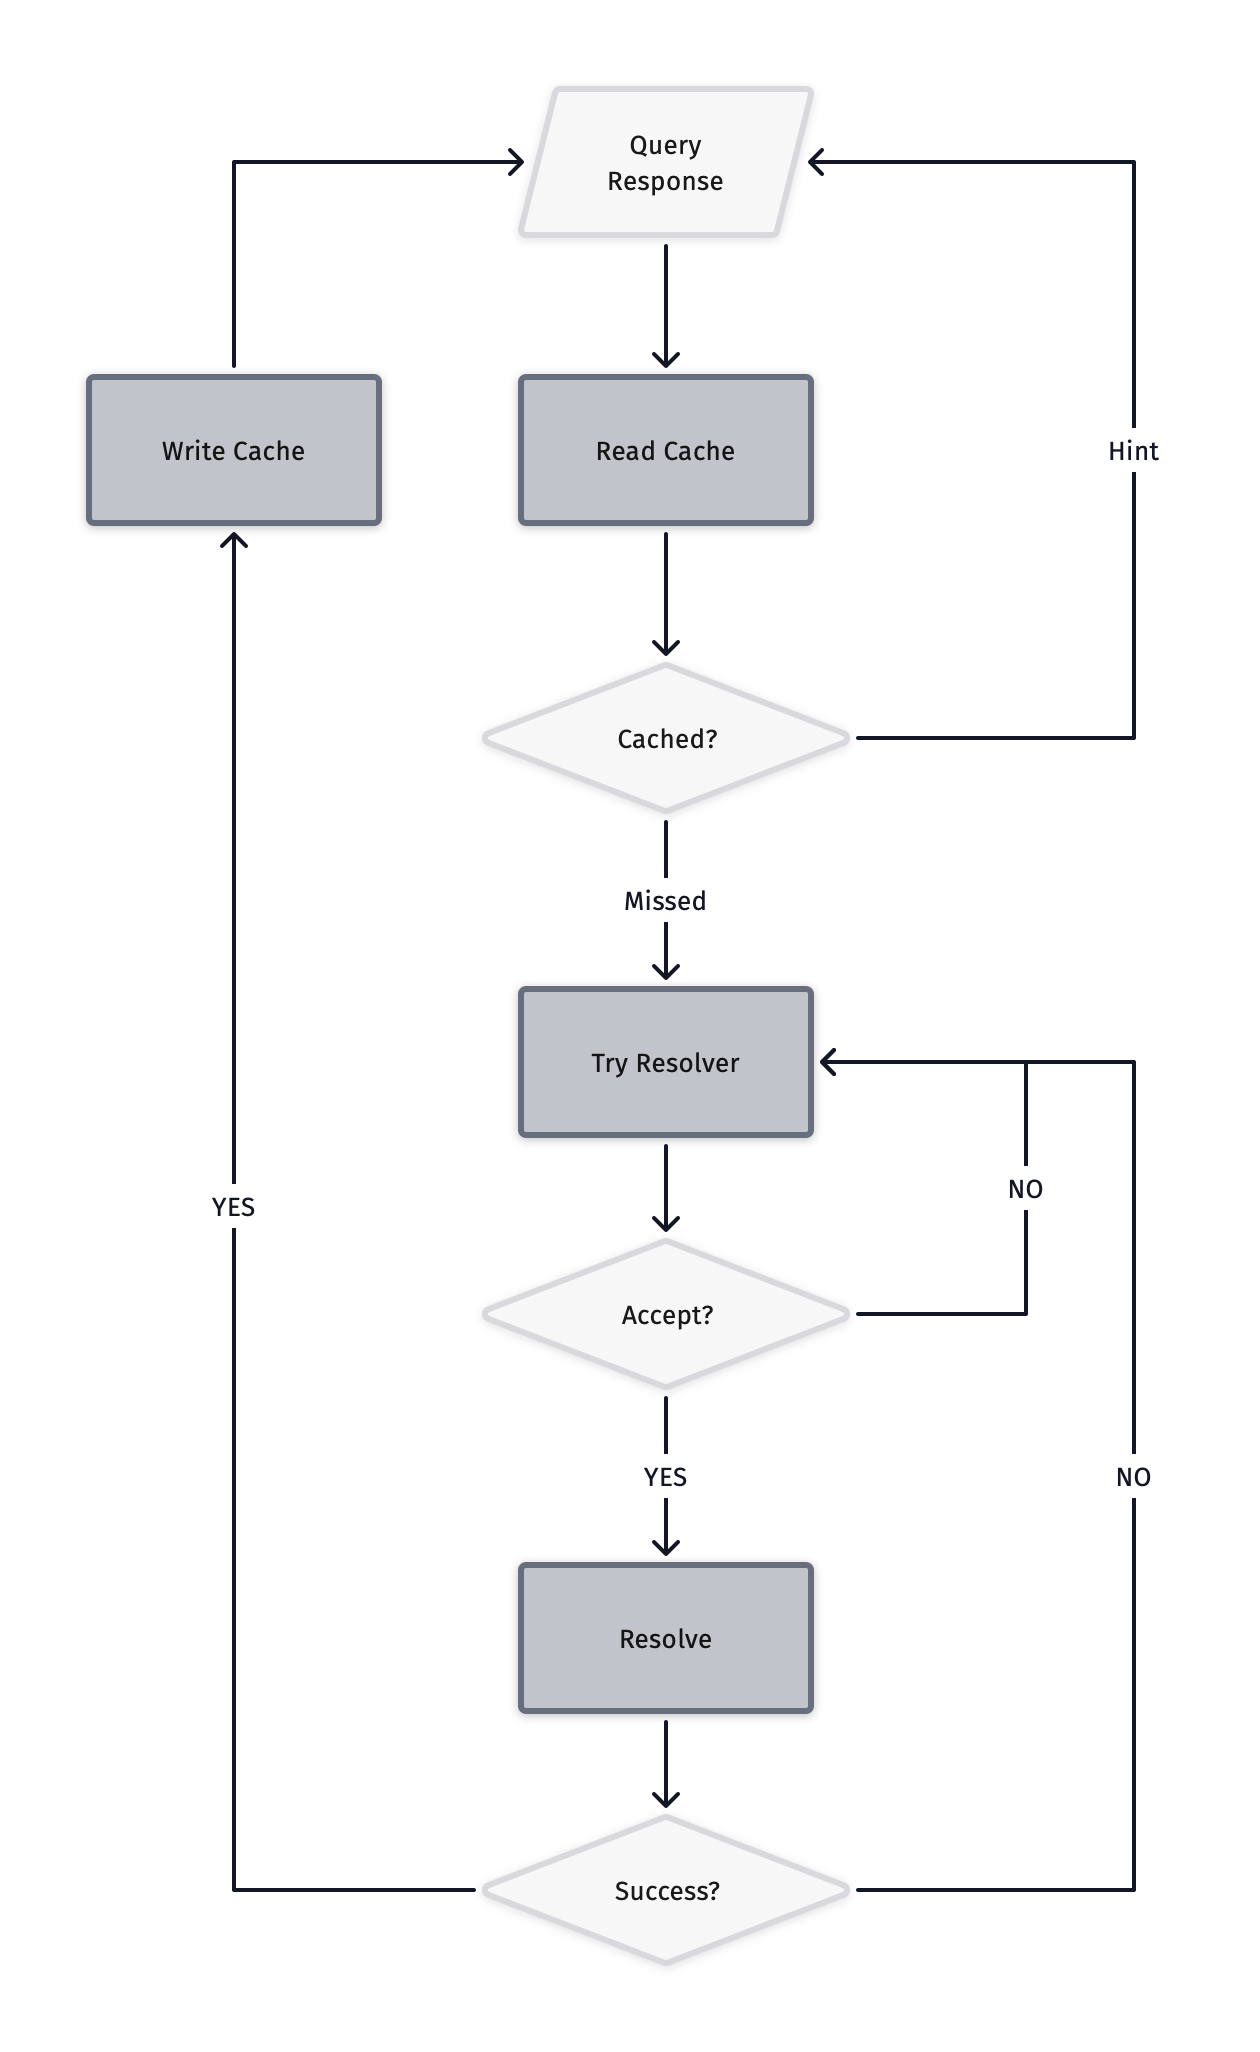 Query
Response
Write Cache
Read Cache
Hint
Cached?
Missed
Try Resolver
NO
YES
Accept?
YES
NO
Resolve
Success?